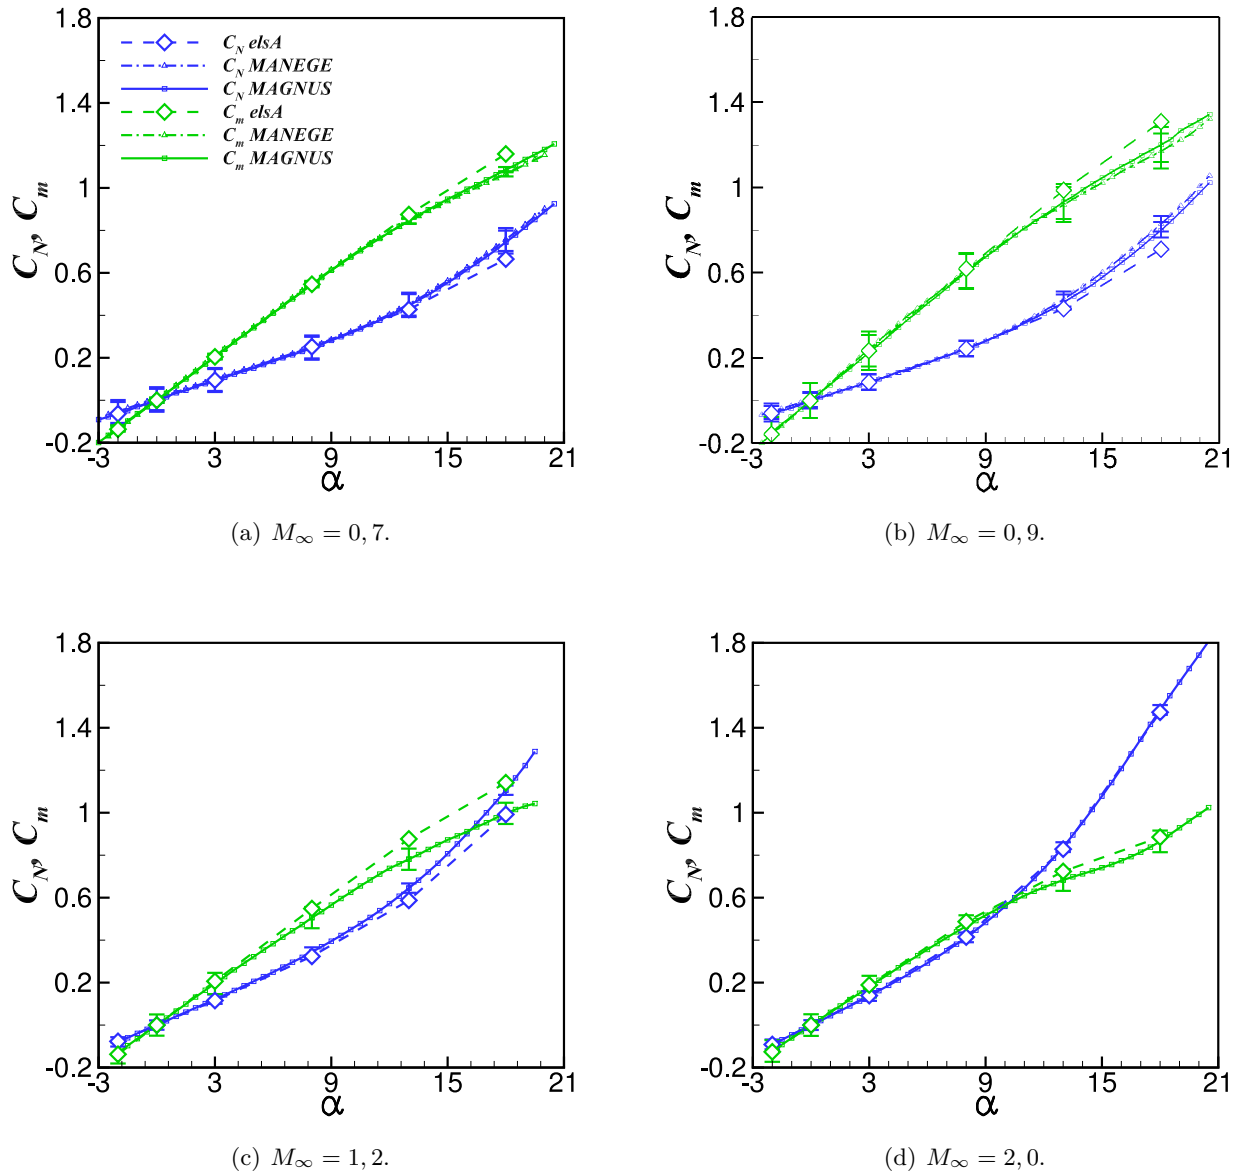 1.8
1.4
1
0.6
0.2
-0.2
C_N, C_m
C_N elsA
C_N MANEGE
C_N MAGNUS
C_m elsA
C_m MANEGE
C_m MAGNUS
-3 3 9 15 21
α
(a) M∞ = 0,7.
1.8
1.4
1
0.6
0.2
-0.2
C_N, C_m
-3 3 9 15 21
α
(b) M∞ = 0,9.
1.8
1.4
1
0.6
0.2
-0.2
C_N, C_m
-3 3 9 15 21
α
(c) M∞ = 1,2.
1.8
1.4
1
0.6
0.2
-0.2
C_N, C_m
-3 3 9 15 21
α
(d) M∞ = 2,0.